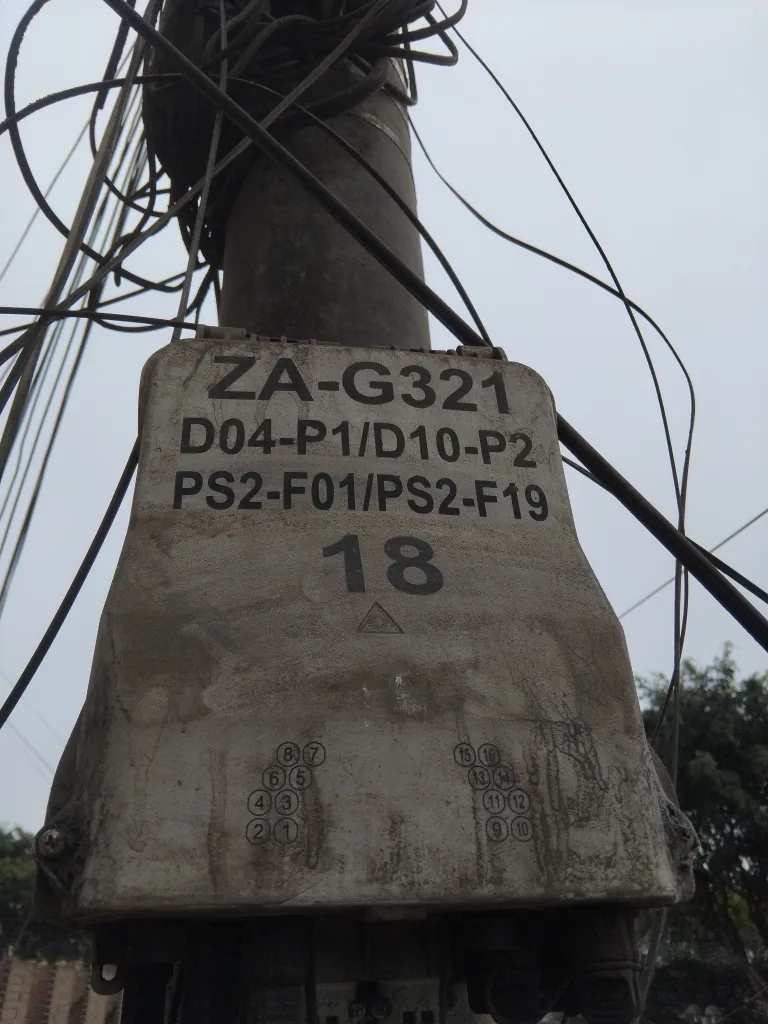 ZA-G321
D04-P1/D10-P2
PS2-F01/PS2-F19
18
8 7 15 16
6 5 13 14
4 3 11 12
2 1 9 10